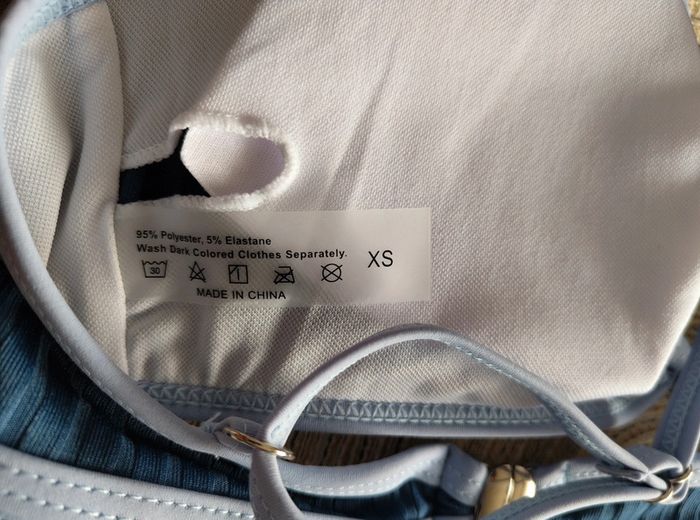 95% Polyester, 5% Elastane
Wash Dark Colored Clothes Separately.
30
XS
MADE IN CHINA